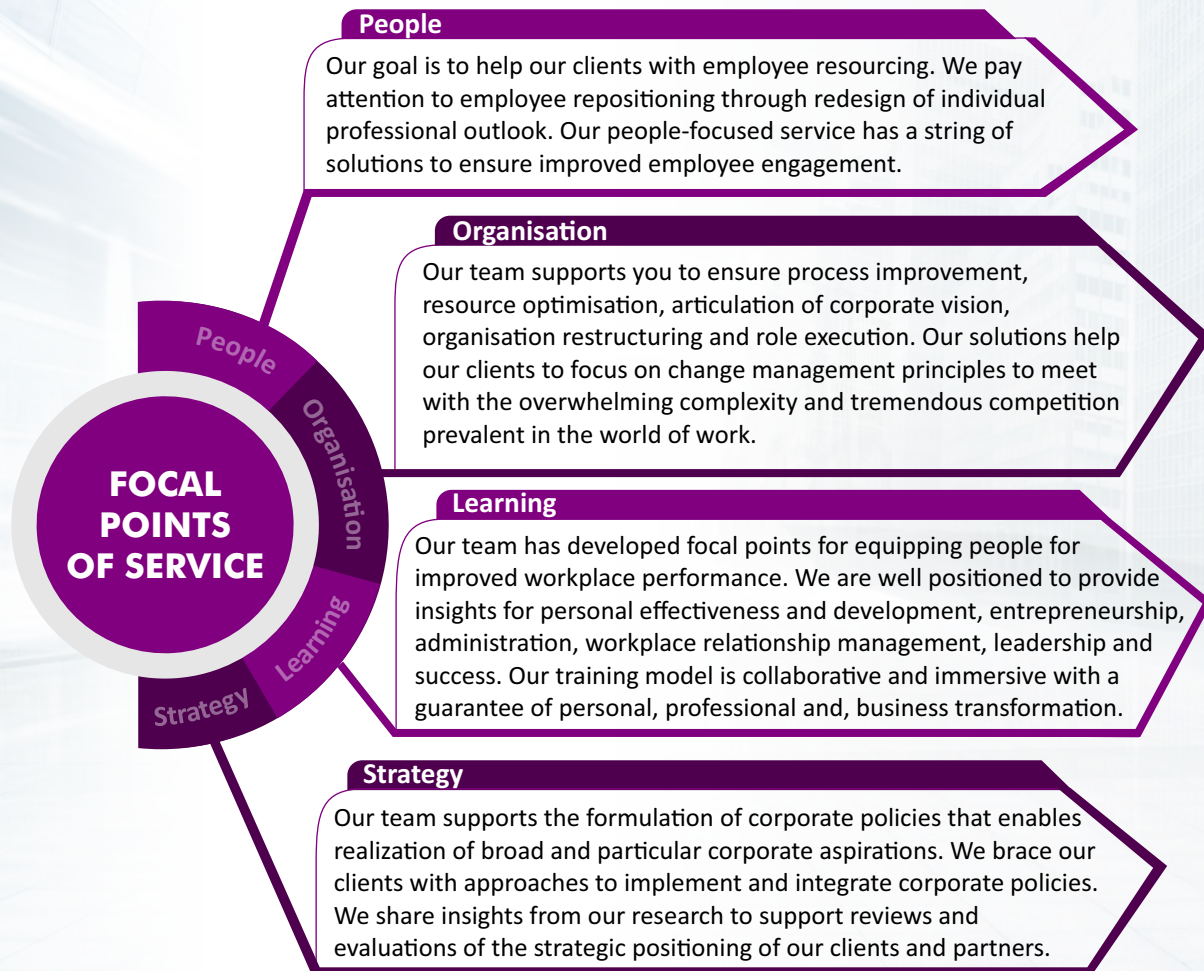 People
Our goal is to help our clients with employee resourcing. We pay
attention to employee repositioning through redesign of individual
professional outlook. Our people-focused service has a string of
solutions to ensure improved employee engagement.
Organisation
Our team supports you to ensure process improvement,
resource optimisation, articulation of corporate vision,
organisation restructuring and role execution. Our solutions help
our clients to focus on change management principles to meet
with the overwhelming complexity and tremendous competition
prevalent in the world of work.
Learning
Our team has developed focal points for equipping people for
improved workplace performance. We are well positioned to provide
insights for personal effectiveness and development, entrepreneurship,
administration, workplace relationship management, leadership and
success. Our training model is collaborative and immersive with a
guarantee of personal, professional and, business transformation.
Strategy
Our team supports the formulation of corporate policies that enables
realization of broad and particular corporate aspirations. We brace our
clients with approaches to implement and integrate corporate policies.
We share insights from our research to support reviews and
evaluations of the strategic positioning of our clients and partners.
FOCAL
POINTS
OF SERVICE
People
Organisation
Learning
Strategy